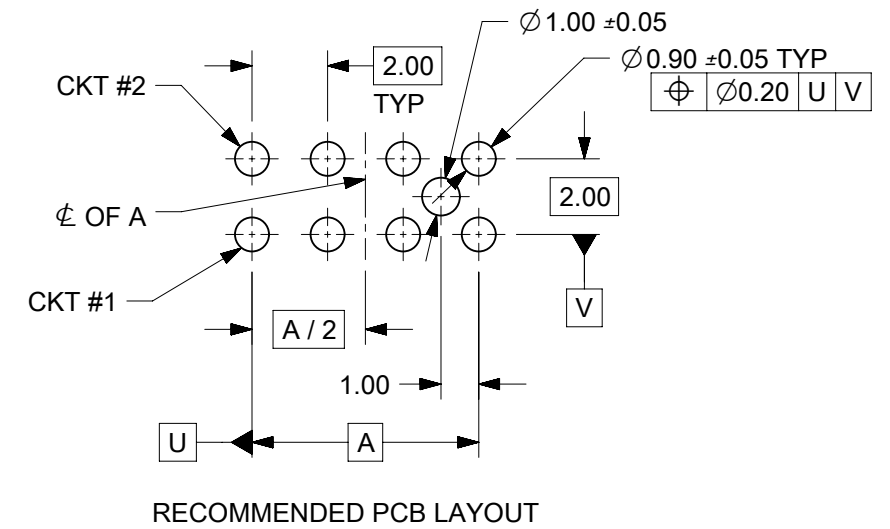 ∅1.00 ±0.05
∅0.90 ±0.05 TYP
⌖ ∅0.20 U V
2.00
TYP
CKT #2
℄ OF A
2.00
CKT #1
V
A / 2
1.00
U
A
RECOMMENDED PCB LAYOUT